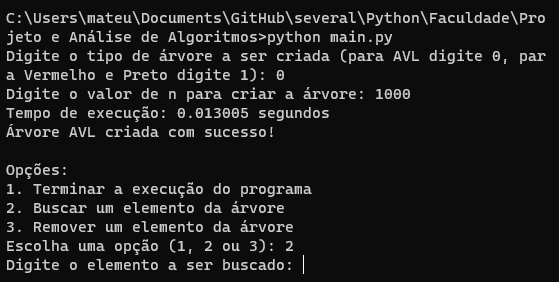 C:\Users\mateu\Documents\GitHub\several\Python\Faculdade\Pro
jeto e Análise de Algoritmos>python main.py
Digite o tipo de árvore a ser criada (para AVL digite 0, par
a Vermelho e Preto digite 1): 0
Digite o valor de n para criar a árvore: 1000
Tempo de execução: 0.013005 segundos
Árvore AVL criada com sucesso!

Opções:
1. Terminar a execução do programa
2. Buscar um elemento da árvore
3. Remover um elemento da árvore
Escolha uma opção (1, 2 ou 3): 2
Digite o elemento a ser buscado: